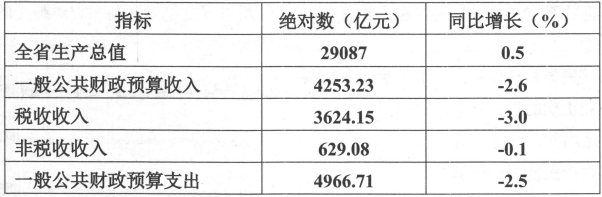 指标 绝对数（亿元） 同比增长（%）
全省生产总值 29087 0.5
一般公共财政预算收入 4253.23 -2.6
税收收入 3624.15 -3.0
非税收收入 629.08 -0.1
一般公共财政预算支出 4966.71 -2.5